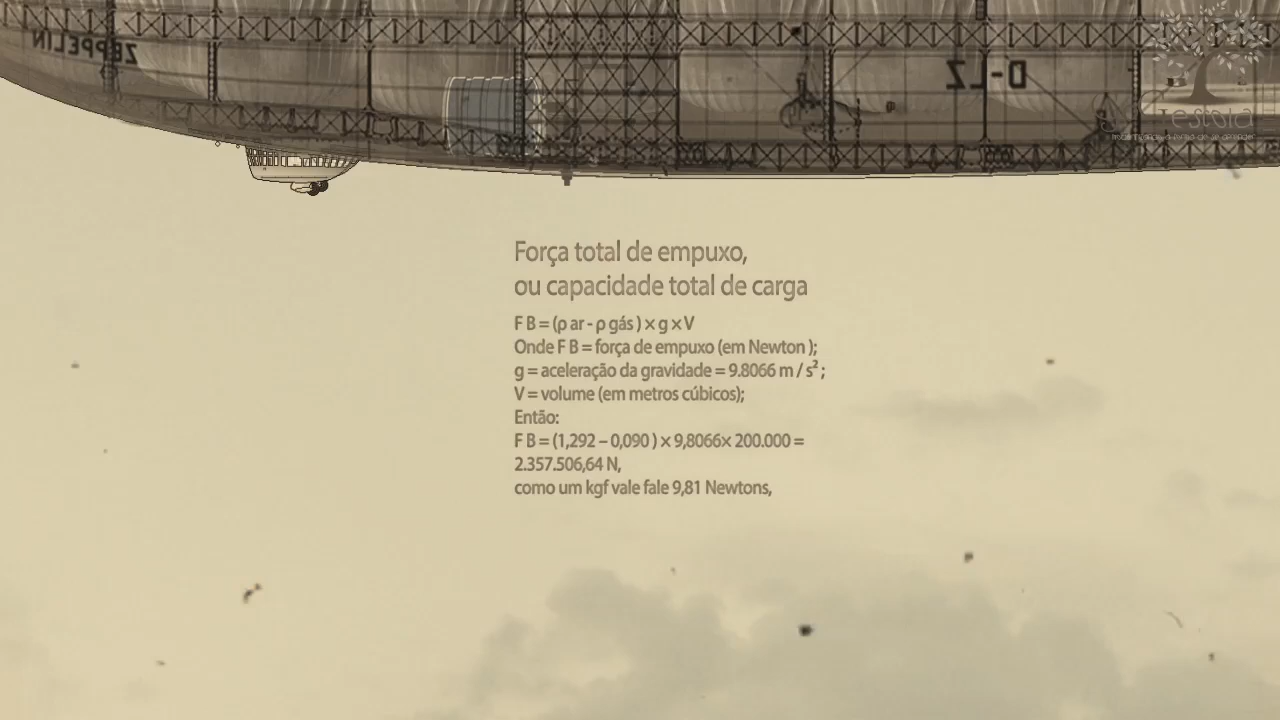 ZEPPELIN
D-LZ
Gestora
Força total de empuxo,
ou capacidade total de carga
F B = (ρ ar - ρ gás ) × g × V
Onde F B = força de empuxo (em Newton );
g = aceleração da gravidade = 9.8066 m / s² ;
V = volume (em metros cúbicos);
Então:
F B = (1,292 – 0,090 ) × 9,8066× 200.000 =
2.357.506,64 N,
como um kgf vale fale 9,81 Newtons,